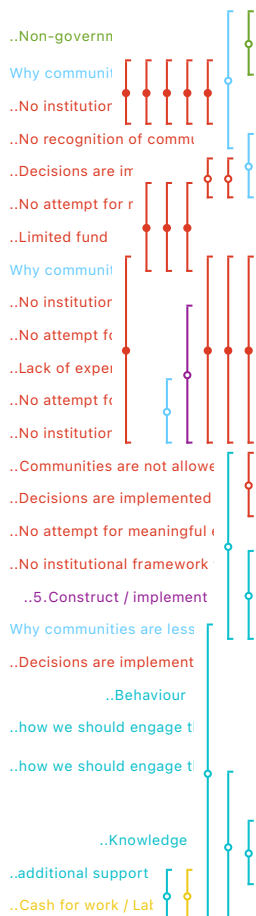 ..Non-governm
Why communit
..No institution
..No recognition of commu
..Decisions are im
..No attempt for r
..Limited fund
Why communit
..No institution
..No attempt fo
..Lack of exper
..No attempt fo
..No institution
..Communities are not allowe
..Decisions are implemented
..No attempt for meaningful e
..No institutional framework
..5.Construct / implement
Why communities are less
..Decisions are implement
..Behaviour
..how we should engage t
..how we should engage t
..Knowledge
..additional support
..Cash for work / Lab